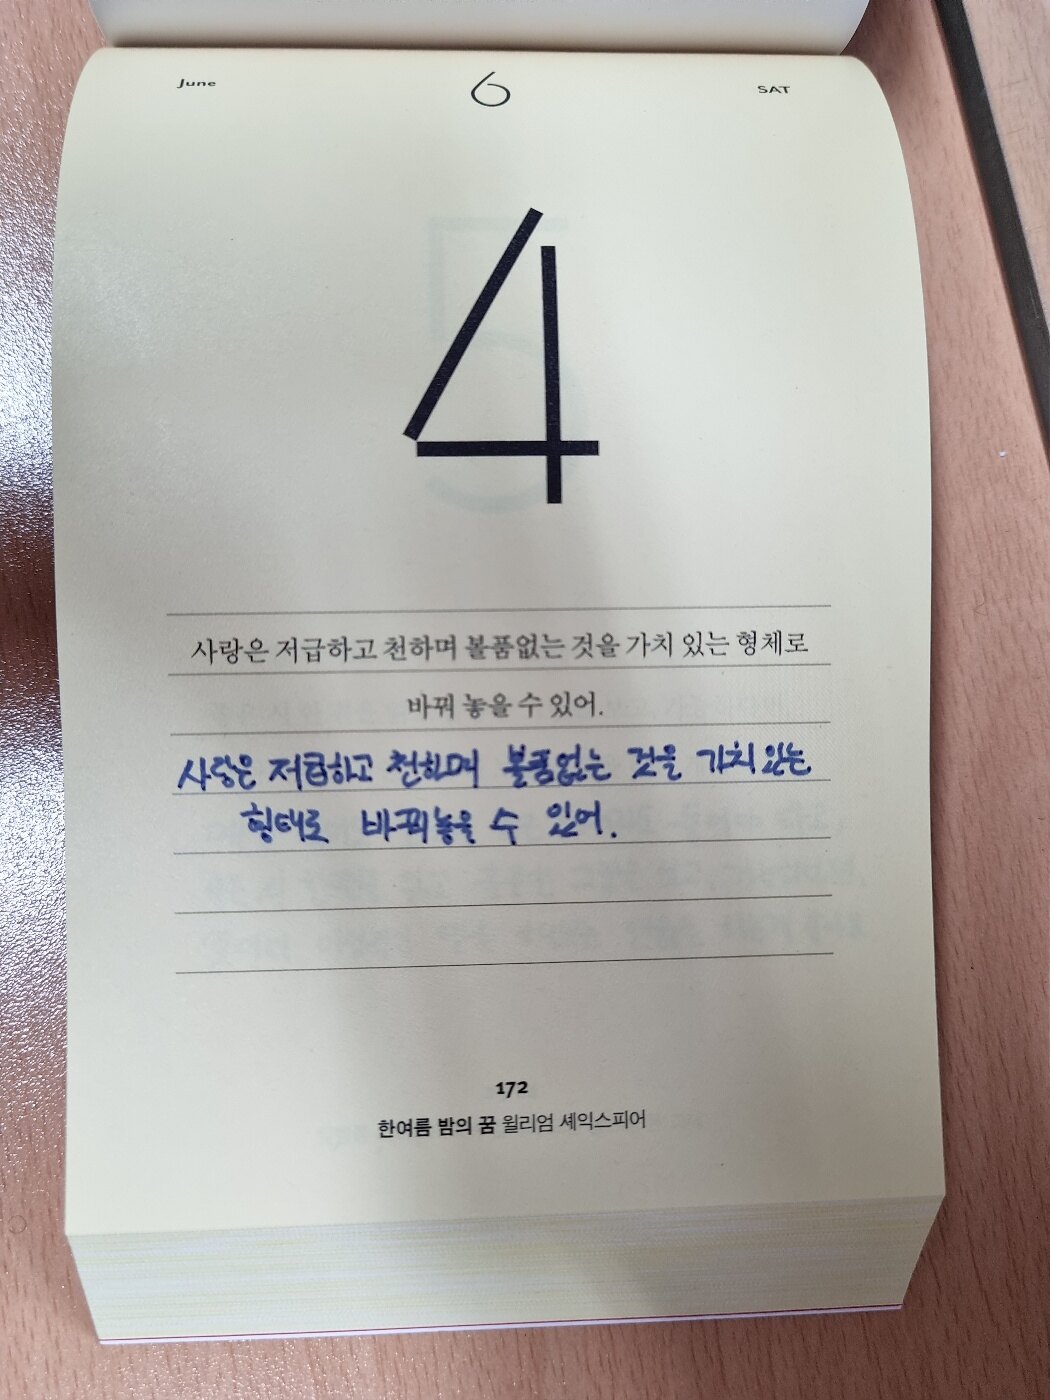 June 6 SAT
4
사랑은 저급하고 천하며 볼품없는 것을 가치 있는 형체로
바꿔 놓을 수 있어.
사랑은 저급하고 천하며 볼품없는 것을 가치 있는
형태로 바꿔 놓을 수 있어.
172
한여름 밤의 꿈 윌리엄 셰익스피어